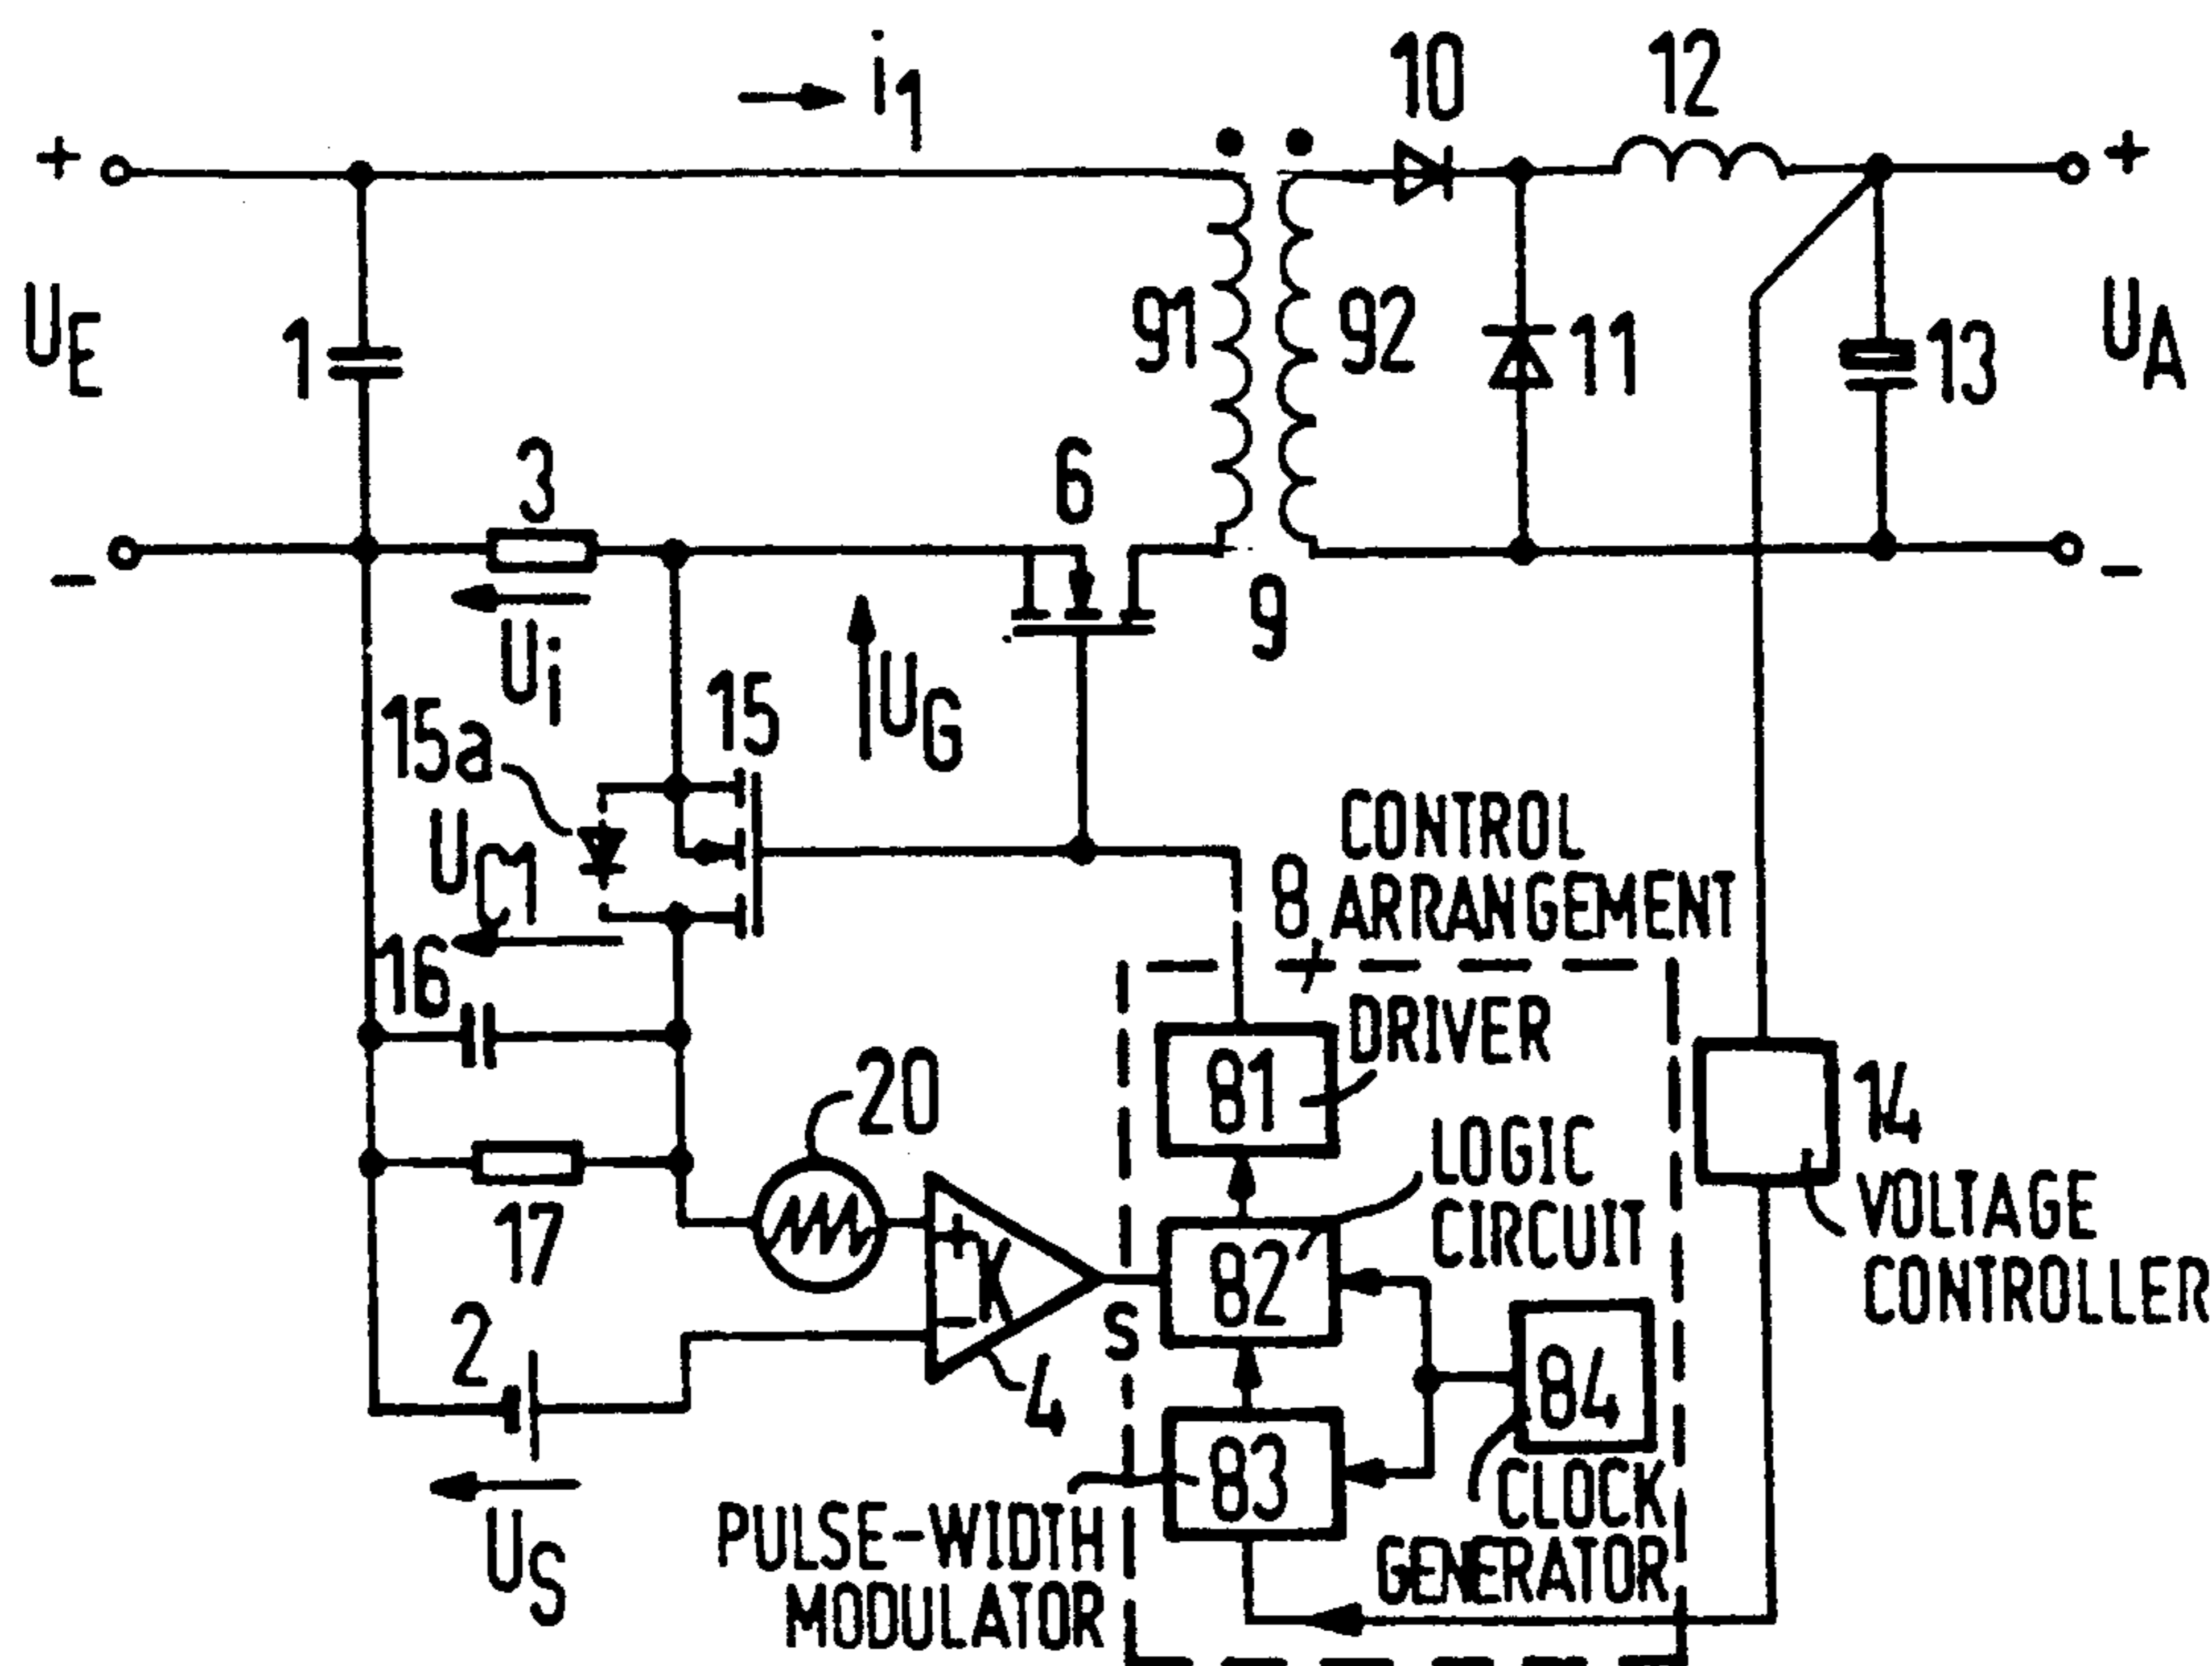 i1
10
12
+
+
UE
1
91
92
11
13
UA
3
6
-
-
Ui
9
15a
15
UG
UC1
CONTROL
8 ARRANGEMENT
16
DRIVER
81
20
14
LOGIC
CIRCUIT
VOLTAGE
CONTROLLER
17
+
K
-
82
S
2
4
84
83
CLOCK
GENERATOR
US
PULSE-WIDTH
MODULATOR